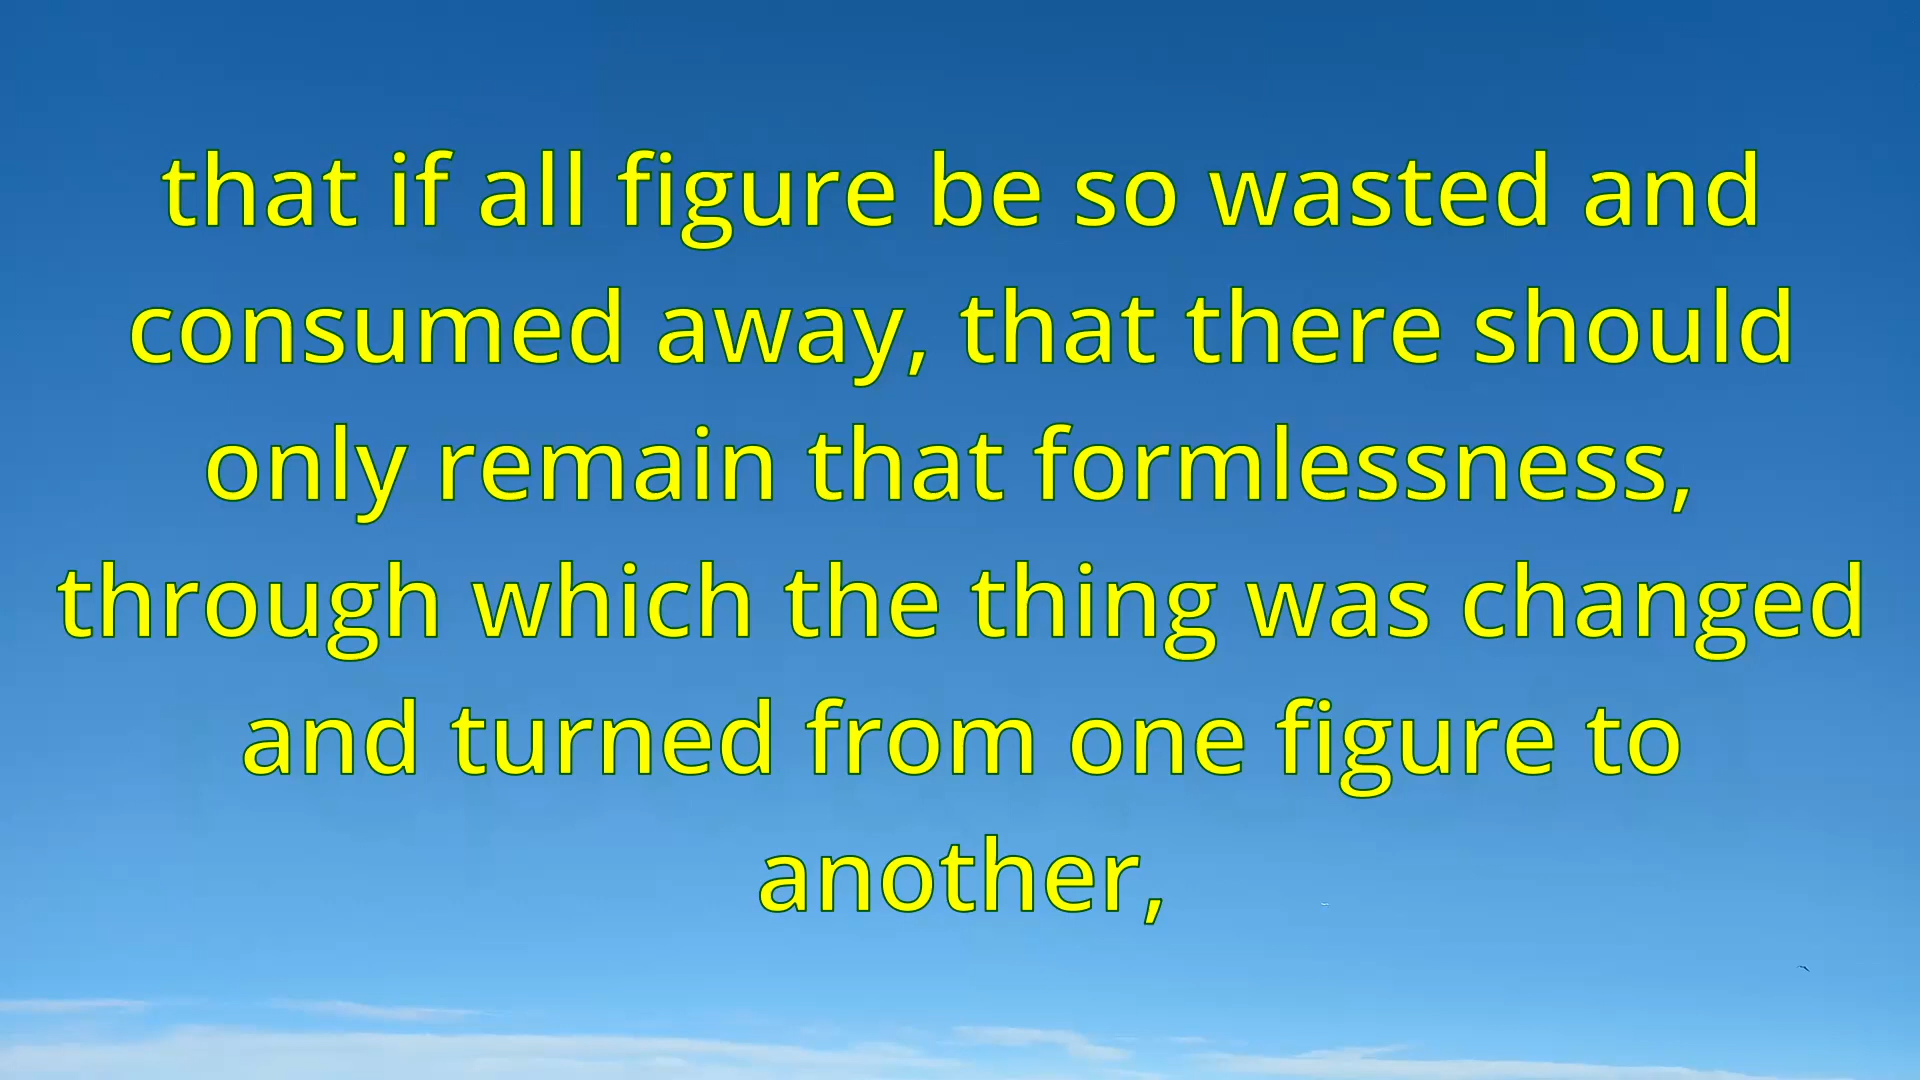 that if all figure be so wasted and
consumed away, that there should
only remain that formlessness,
through which the thing was changed
and turned from one figure to
another,